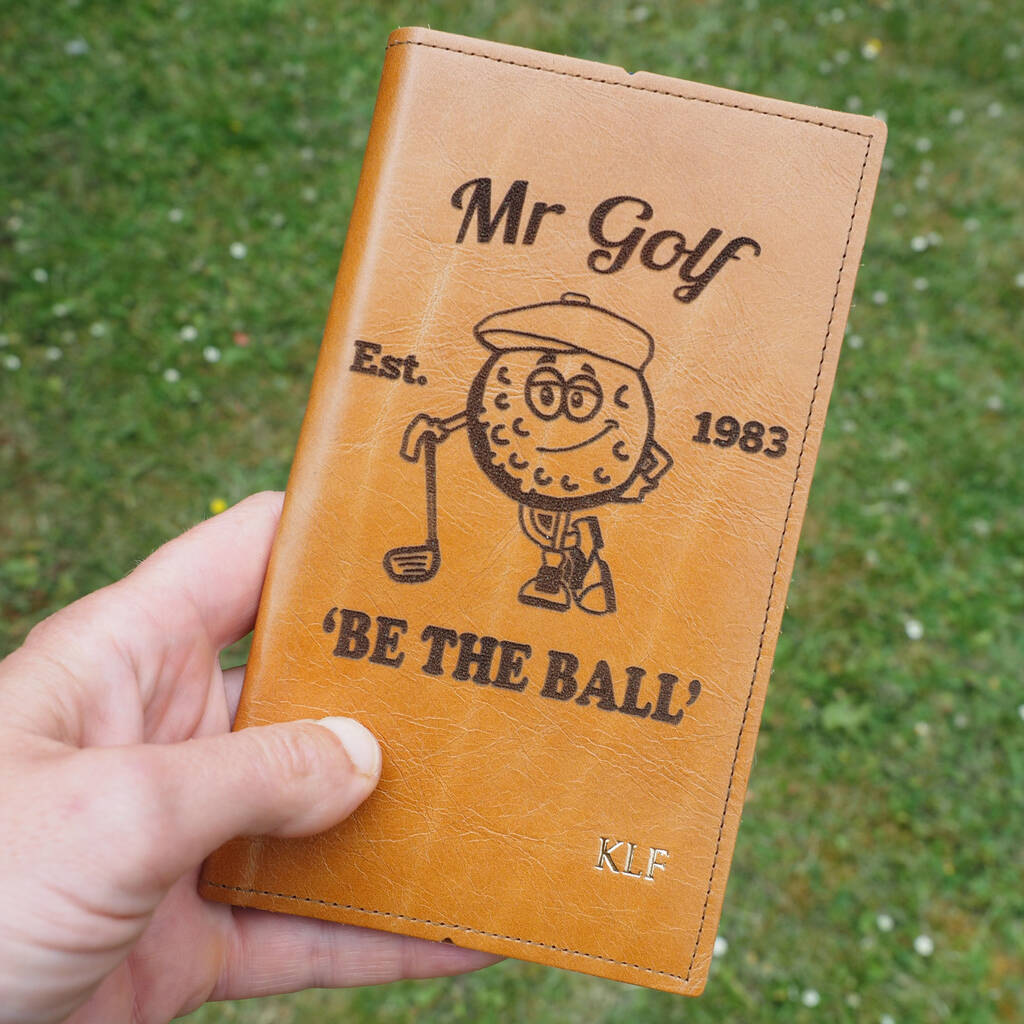 Mr Golf
Est. 1983
‘BE THE BALL’
KLF